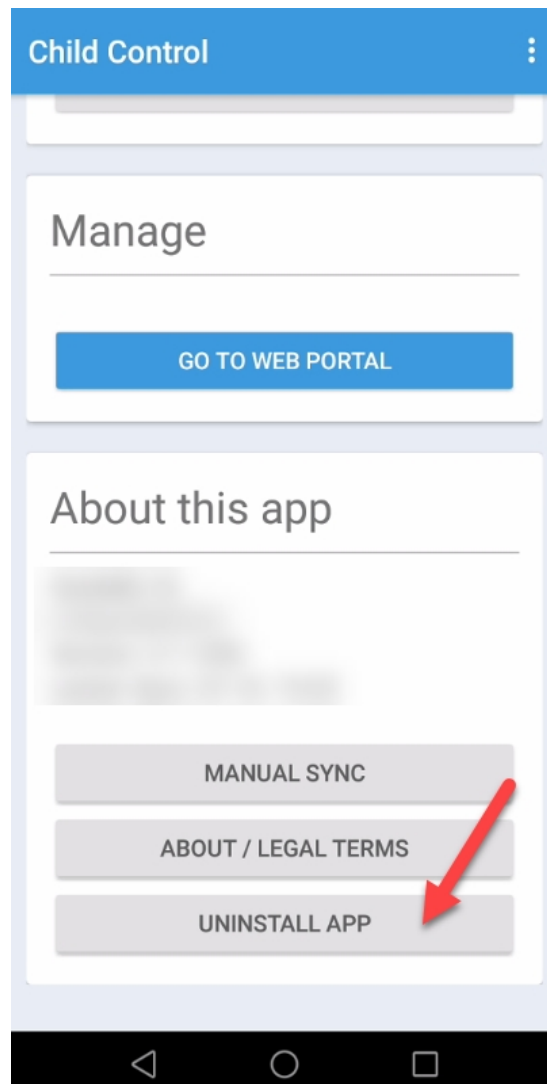 Child Control
Manage
GO TO WEB PORTAL
About this app
MANUAL SYNC
ABOUT / LEGAL TERMS
UNINSTALL APP